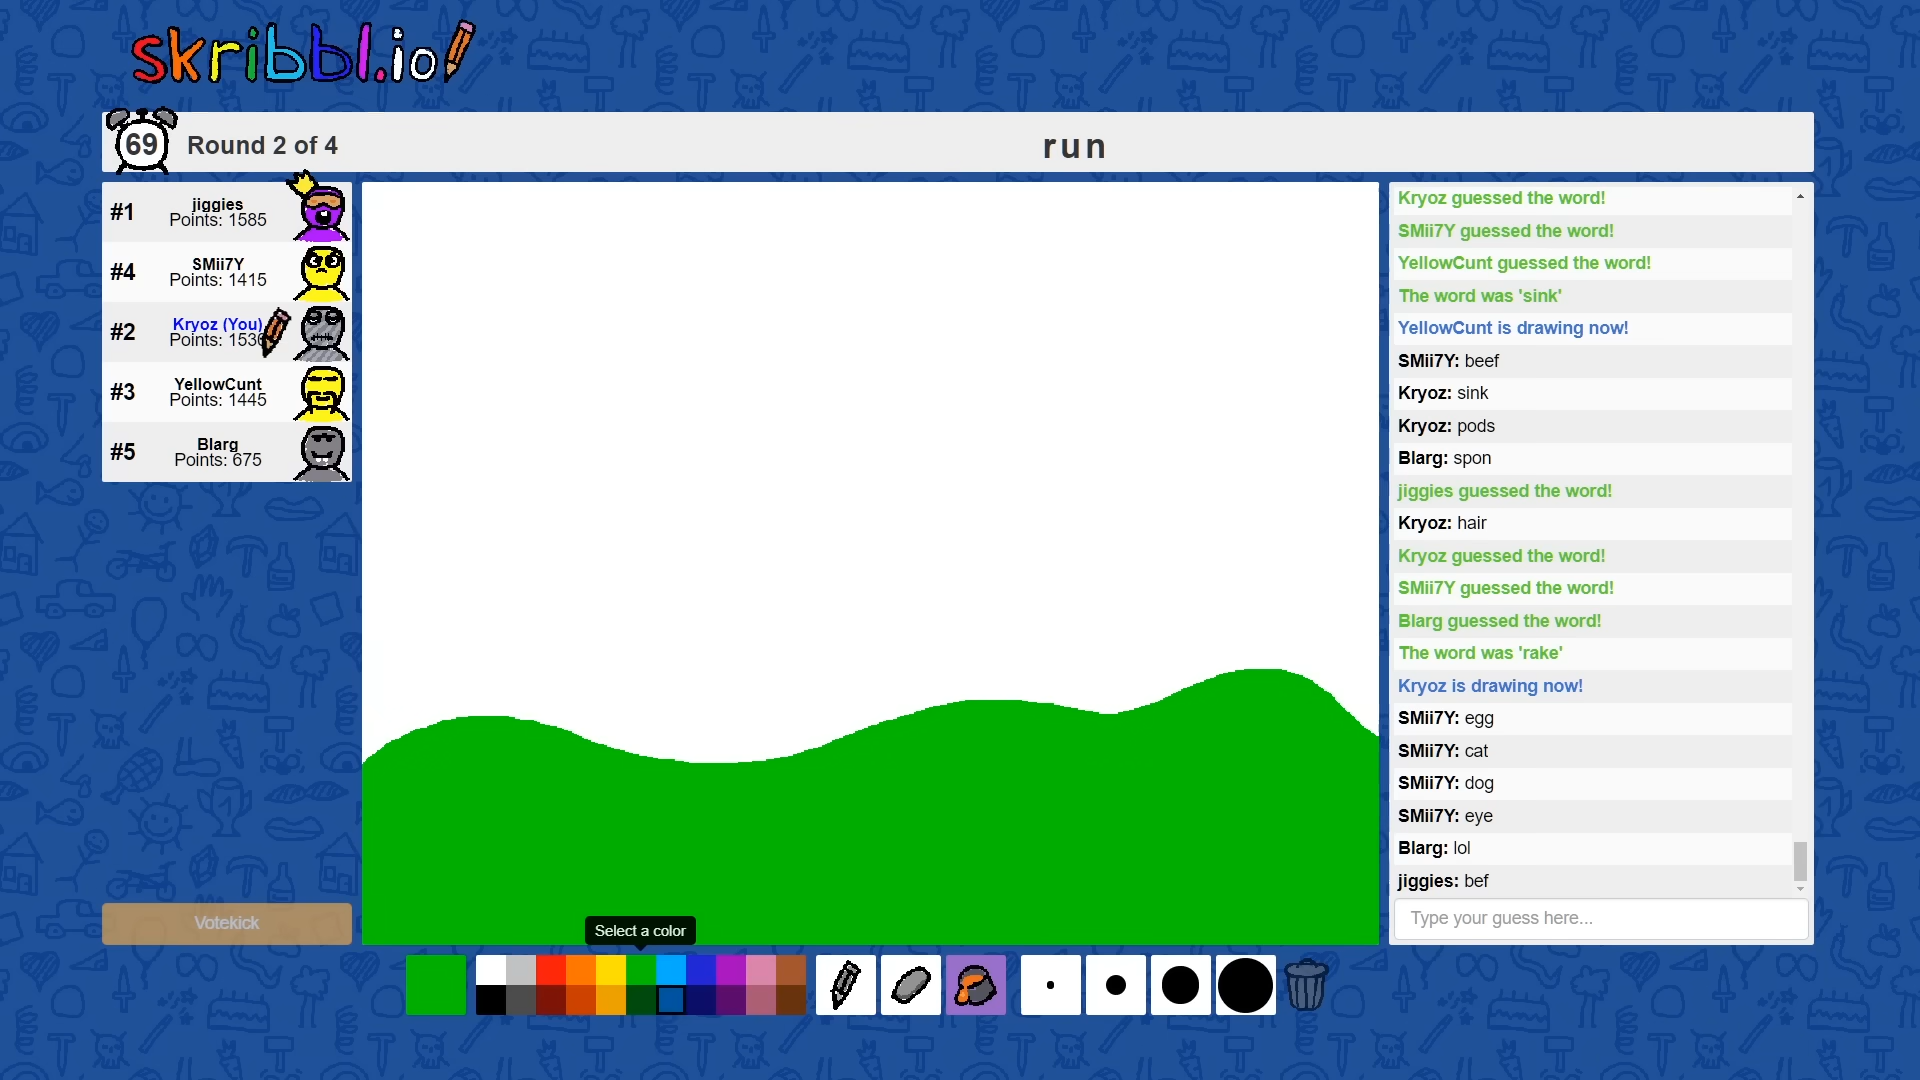 skribbl.io
69
Round 2 of 4
run
#1
jiggies
Points: 1585
#4
SMii7Y
Points: 1415
#2
Kryoz (You)
Points: 1530
#3
YellowCunt
Points: 1445
#5
Blarg
Points: 675
Votekick
Select a color
Kryoz guessed the word!
SMii7Y guessed the word!
YellowCunt guessed the word!
The word was 'sink'
YellowCunt is drawing now!
SMii7Y: beef
Kryoz: sink
Kryoz: pods
Blarg: spon
jiggies guessed the word!
Kryoz: hair
Kryoz guessed the word!
SMii7Y guessed the word!
Blarg guessed the word!
The word was 'rake'
Kryoz is drawing now!
SMii7Y: egg
SMii7Y: cat
SMii7Y: dog
SMii7Y: eye
Blarg: lol
jiggies: bef
Type your guess here...